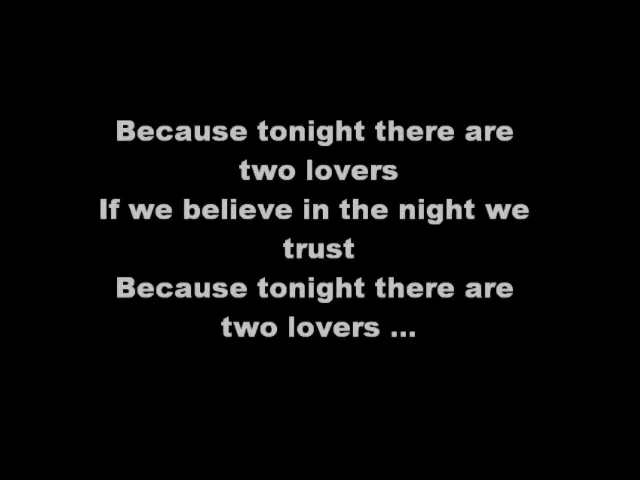 Because tonight there are
two lovers
If we believe in the night we
trust
Because tonight there are
two lovers ...